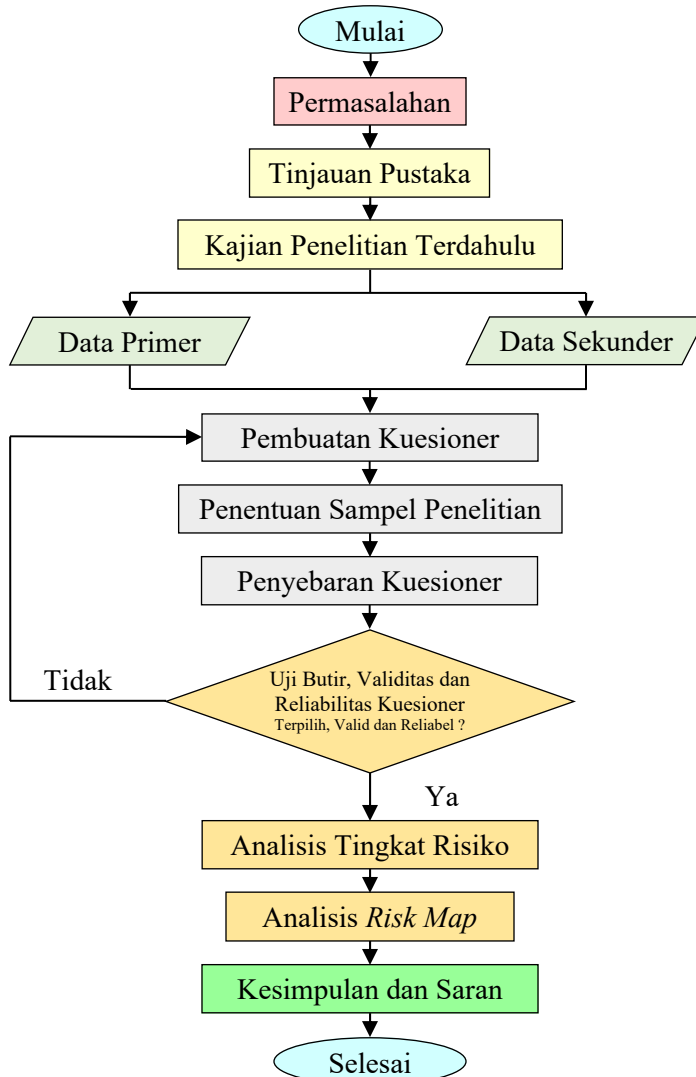 Mulai
Permasalahan
Tinjauan Pustaka
Kajian Penelitian Terdahulu
Data Primer
Data Sekunder
Pembuatan Kuesioner
Penentuan Sampel Penelitian
Penyebaran Kuesioner
Tidak
Uji Butir, Validitas dan
Reliabilitas Kuesioner
Terpilih, Valid dan Reliabel ?
Ya
Analisis Tingkat Risiko
Analisis Risk Map
Kesimpulan dan Saran
Selesai